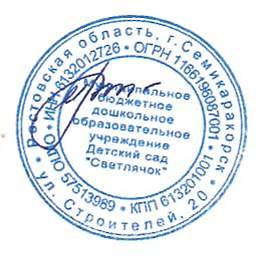 Ростовская область, г. Семикаракорск
* ул. Строителей, 20 *
* ИНН 6132012726 * ОГРН 1166196087001 *
ОКПО 57513989 * КПП 613201001
Муниципальное
бюджетное
дошкольное
образовательное
учреждение
Детский сад
"Светлячок"